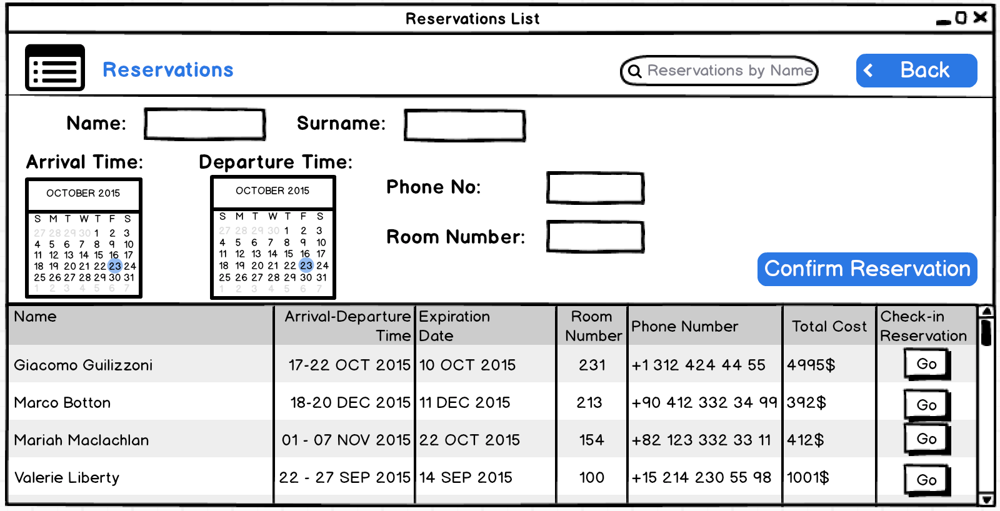 Reservations List
Reservations
Reservations by Name
Back
Name:
Surname:
Arrival Time:
Departure Time:
OCTOBER 2015
S M T W T F S
27 28 29 30 1 2 3
4 5 6 7 8 9 10
11 12 13 14 15 16 17
18 19 20 21 22 23 24
25 26 27 28 29 30 31
1 2 3 4 5 6 7
OCTOBER 2015
S M T W T F S
27 28 29 30 1 2 3
4 5 6 7 8 9 10
11 12 13 14 15 16 17
18 19 20 21 22 23 24
25 26 27 28 29 30 31
1 2 3 4 5 6 7
Phone No:
Room Number:
Confirm Reservation
Name
Arrival-Departure
Time
Expiration
Date
Room
Number
Phone Number
Total Cost
Check-in
Reservation
Giacomo Guilizzoni 17-22 OCT 2015 10 OCT 2015 231 +1 312 424 44 55 4995$ Go
Marco Botton 18-20 DEC 2015 11 DEC 2015 213 +90 412 332 34 99 392$ Go
Mariah Maclachlan 01 - 07 NOV 2015 22 OCT 2015 154 +82 123 332 33 11 412$ Go
Valerie Liberty 22 - 27 SEP 2015 14 SEP 2015 100 +15 214 230 55 98 1001$ Go